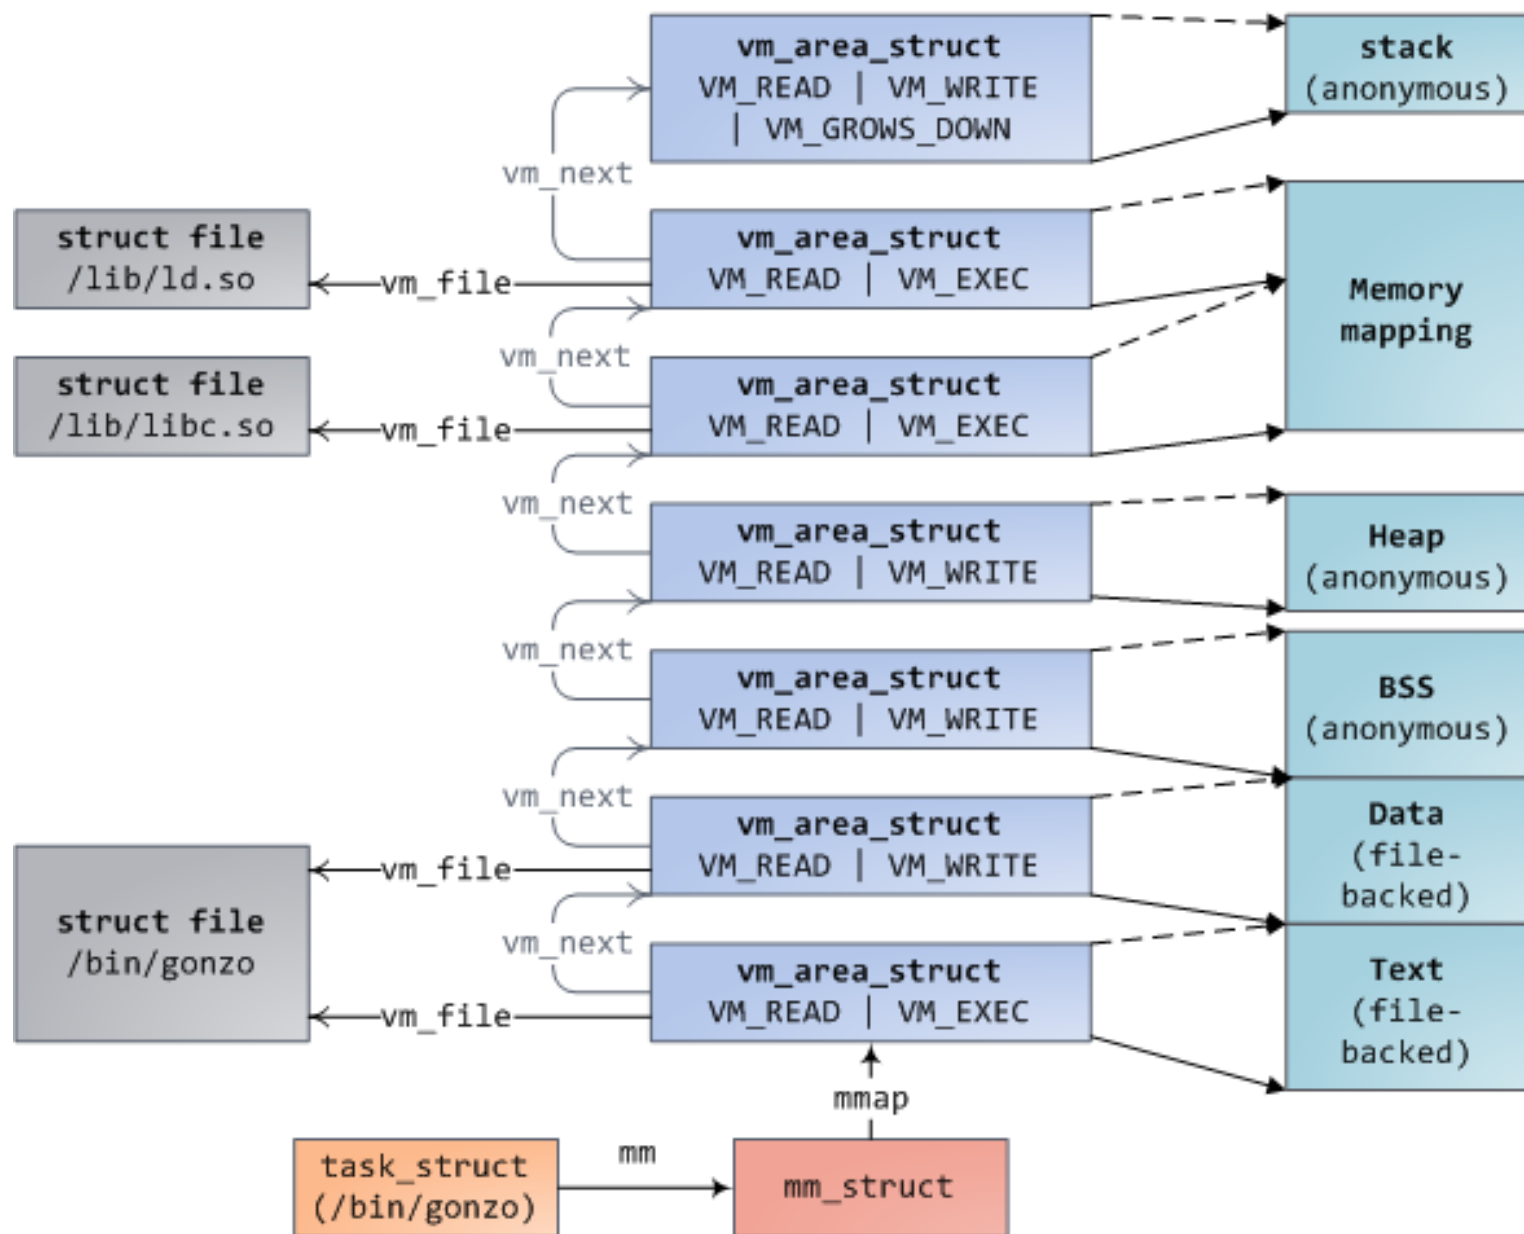 vm_area_struct
VM_READ | VM_WRITE
| VM_GROWS_DOWN
stack
(anonymous)
vm_next
struct file
/lib/ld.so
vm_file
vm_area_struct
VM_READ | VM_EXEC
Memory
mapping
vm_next
struct file
/lib/libc.so
vm_file
vm_area_struct
VM_READ | VM_EXEC
vm_next
vm_area_struct
VM_READ | VM_WRITE
Heap
(anonymous)
vm_next
vm_area_struct
VM_READ | VM_WRITE
BSS
(anonymous)
vm_next
vm_area_struct
VM_READ | VM_WRITE
Data
(file-
backed)
vm_file
struct file
/bin/gonzo
vm_next
vm_file
vm_area_struct
VM_READ | VM_EXEC
Text
(file-
backed)
mmap
task_struct
(/bin/gonzo)
mm
mm_struct